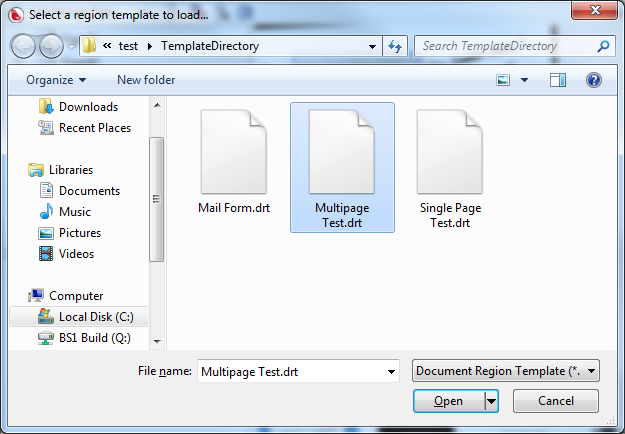 Select a region template to load...
« test ▸ TemplateDirectory
Search TemplateDirectory
Organize
New folder
Downloads
Recent Places
Libraries
Documents
Music
Pictures
Videos
Computer
Local Disk (C:)
BS1 Build (Q:)
Mail Form.drt
Multipage
Test.drt
Single Page
Test.drt
File name:
Multipage Test.drt
Document Region Template (*.
Open
Cancel